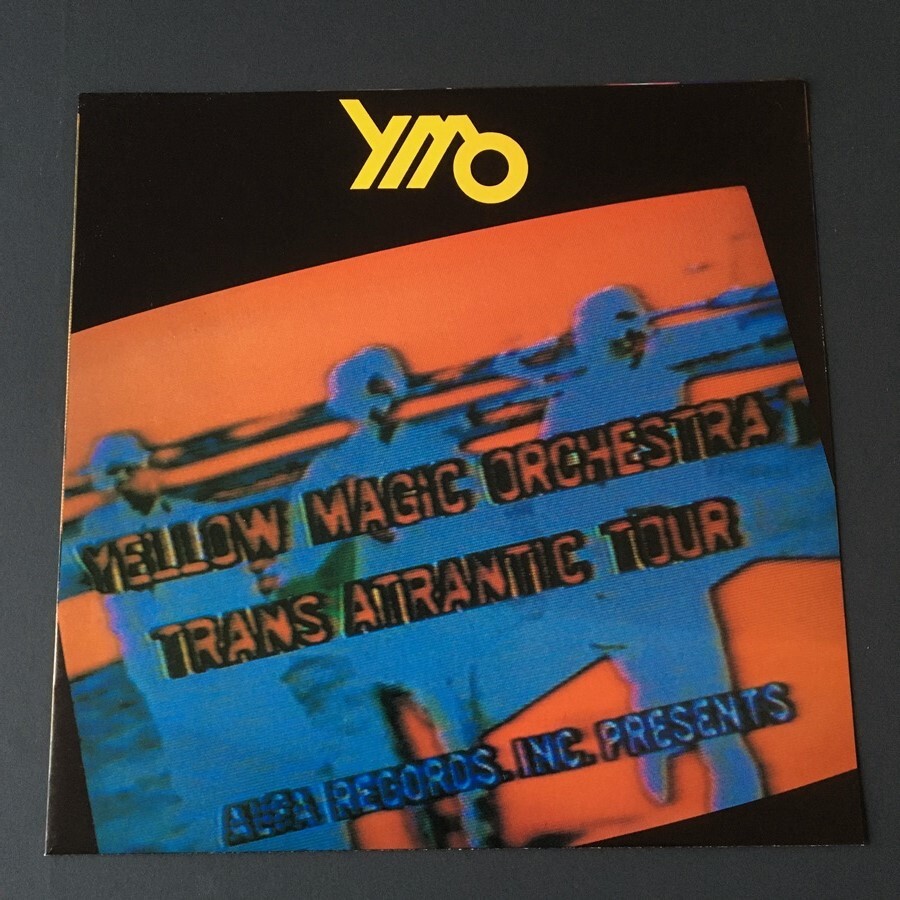 YMO
YELLOW MAGIC ORCHESTRA
TRANS ATRANTIC TOUR
ALFA RECORDS. INC. PRESENTS